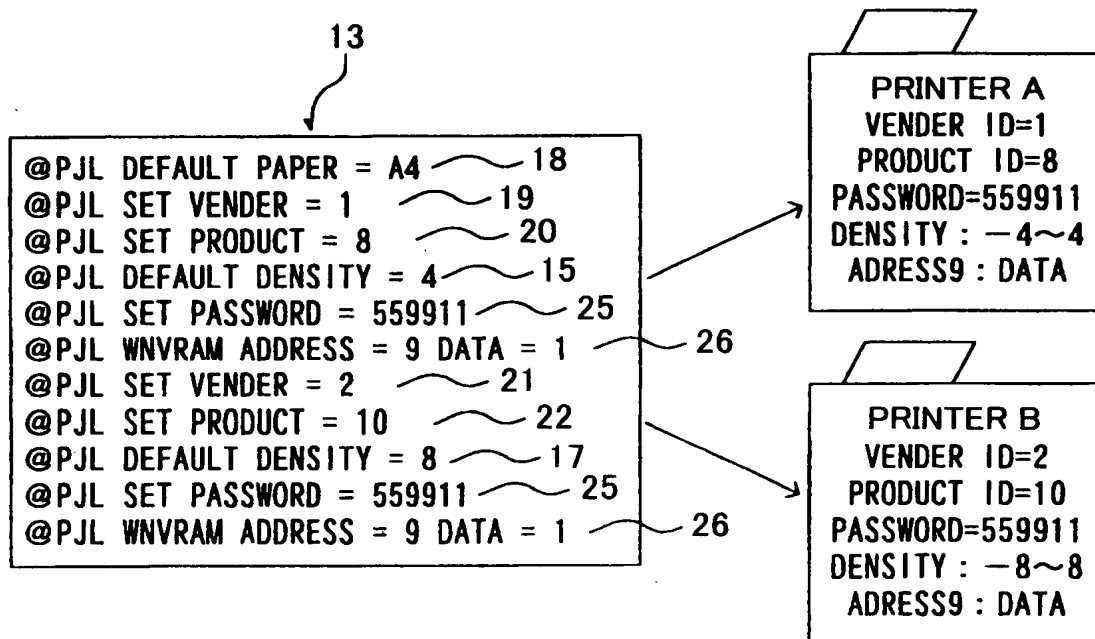 13
@PJL DEFAULT PAPER = A4 18
@PJL SET VENDER = 1 19
@PJL SET PRODUCT = 8 20
@PJL DEFAULT DENSITY = 4 15
@PJL SET PASSWORD = 559911 25
@PJL WNVRAM ADDRESS = 9 DATA = 1 26
@PJL SET VENDER = 2 21
@PJL SET PRODUCT = 10 22
@PJL DEFAULT DENSITY = 8 17
@PJL SET PASSWORD = 559911 25
@PJL WNVRAM ADDRESS = 9 DATA = 1 26
PRINTER A
VENDER ID=1
PRODUCT ID=8
PASSWORD=559911
DENSITY : −4~4
ADRESS9 : DATA
PRINTER B
VENDER ID=2
PRODUCT ID=10
PASSWORD=559911
DENSITY : −8~8
ADRESS9 : DATA